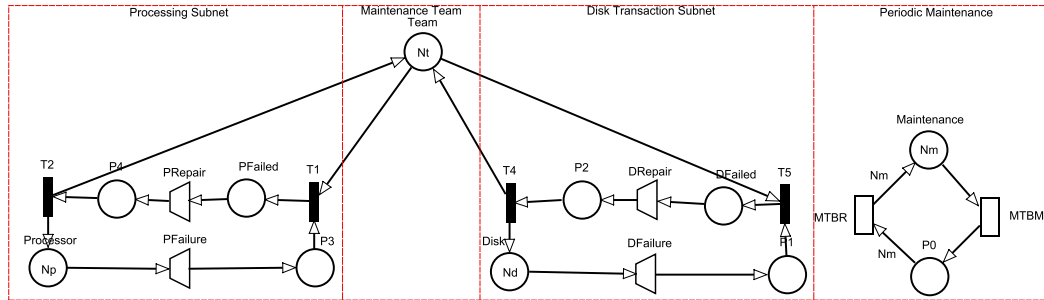 Processing Subnet
Maintenance Team
Disk Transaction Subnet
Periodic Maintenance
Team
Nt
Maintenance
Nm
T2
P4
PRepair
PFailed
T1
T4
P2
DRepair
DFailed
T5
Nm
MTBR
MTBM
Processor
PFailure
P3
Disk
DFailure
P1
Nm
P0
Np
Nd